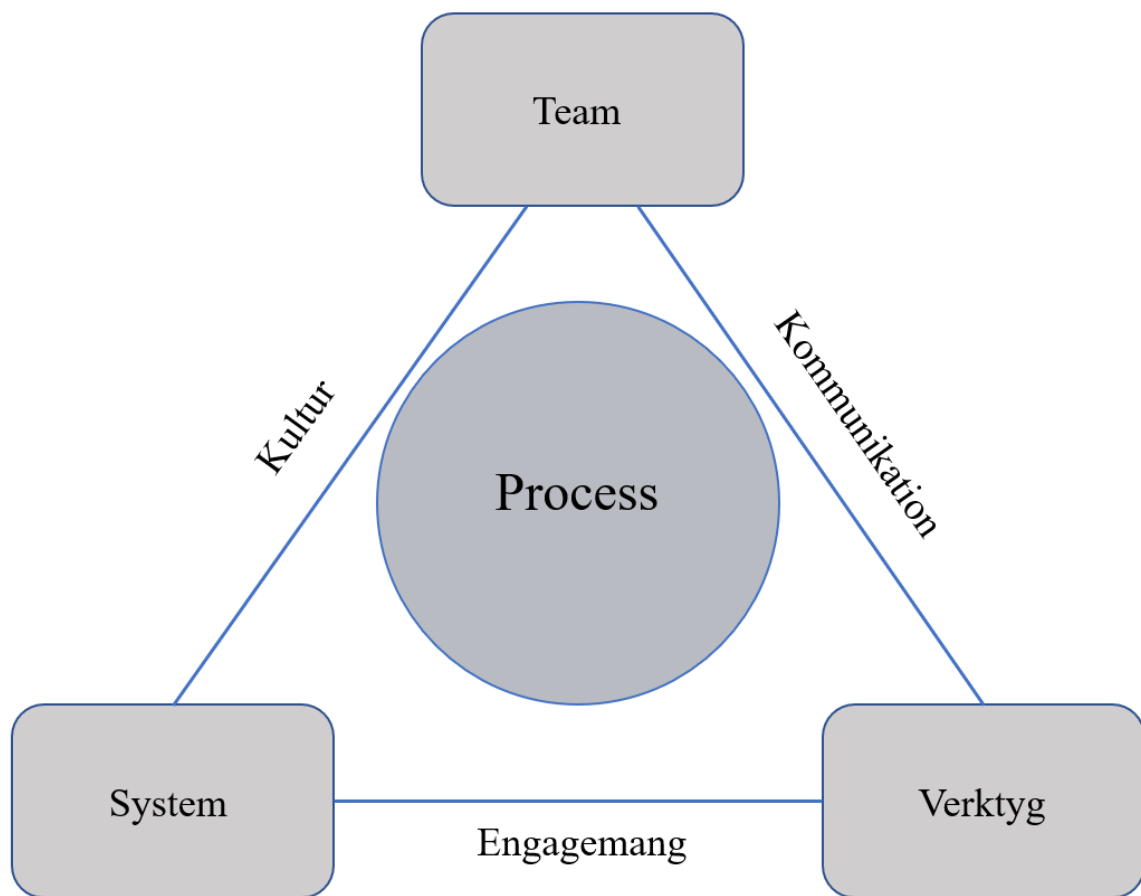 Team
Kultur
Kommunikation
Process
System
Verktyg
Engagemang